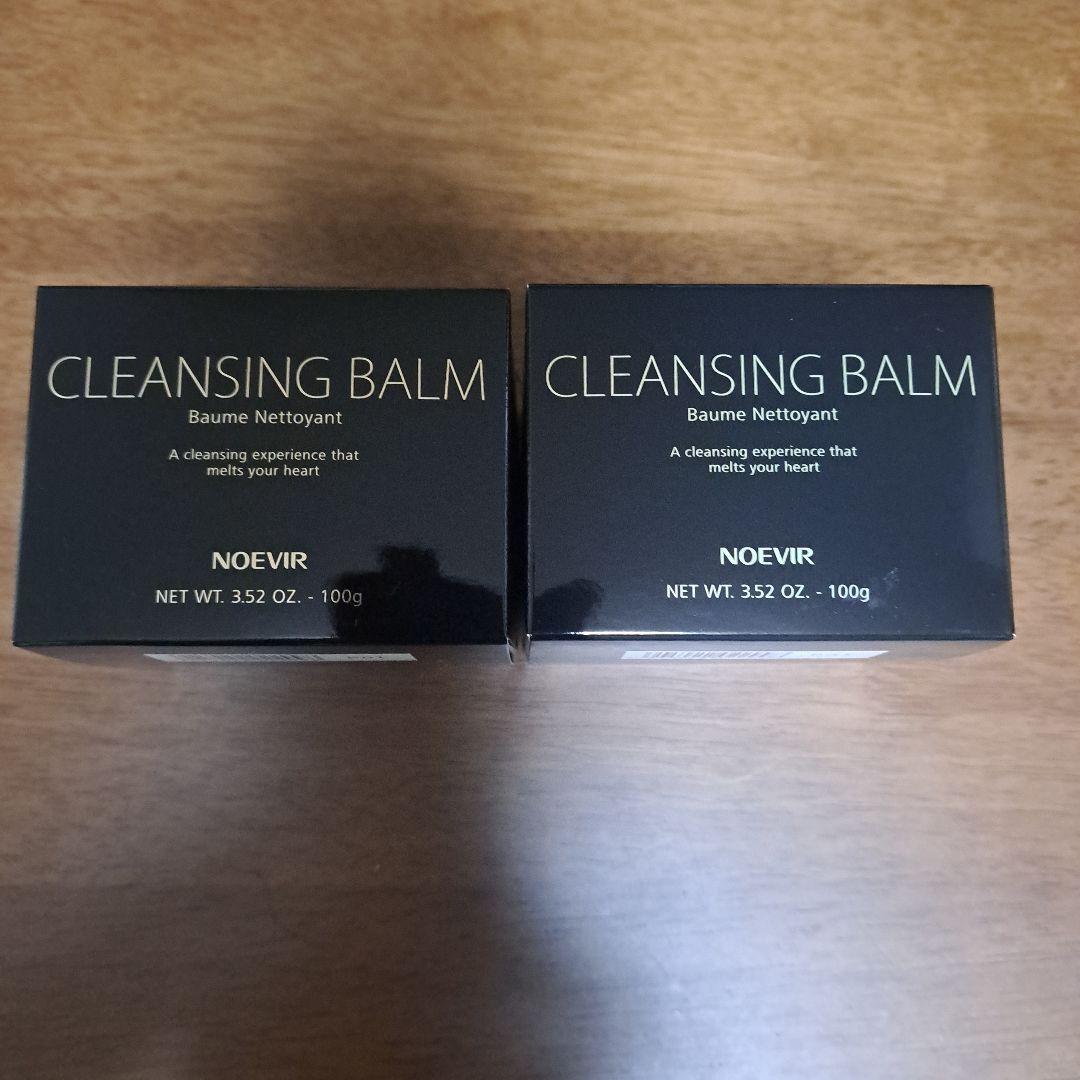 CLEANSING BALM
Baume Nettoyant
A cleansing experience that
melts your heart
NOEVIR
NET WT. 3.52 OZ. - 100g
CLEANSING BALM
Baume Nettoyant
A cleansing experience that
melts your heart
NOEVIR
NET WT. 3.52 OZ. - 100g